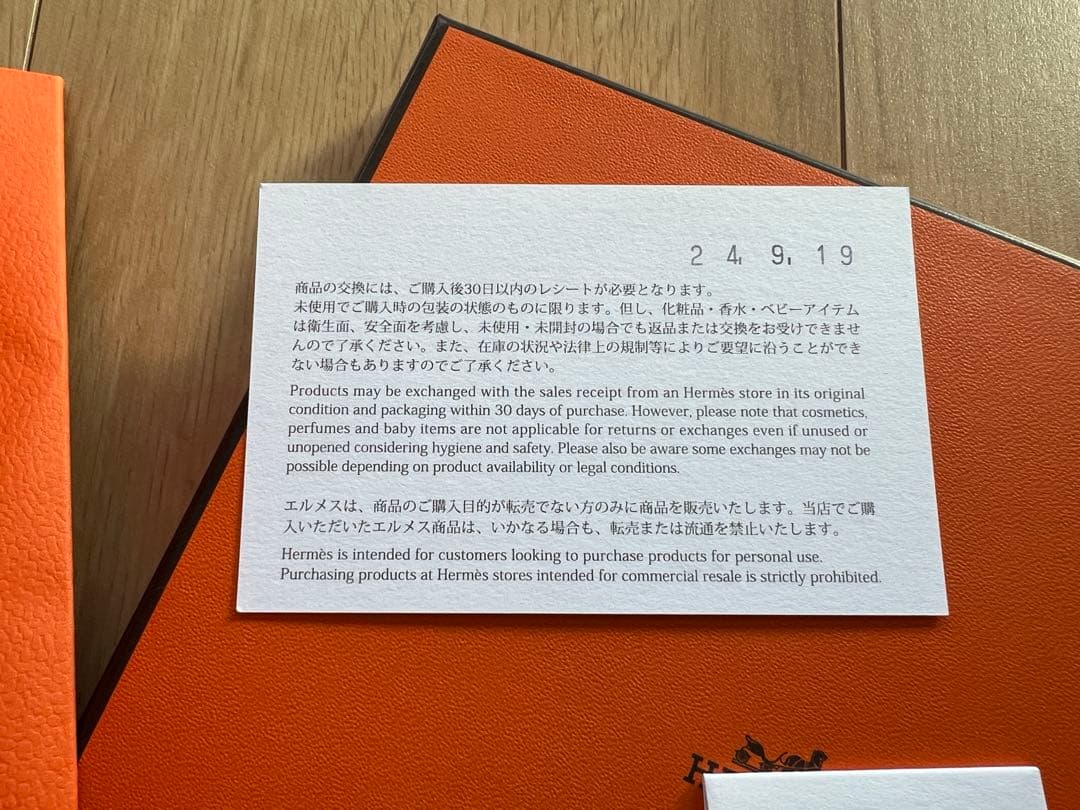 24. 9. 19
商品の交換には、ご購入後30日以内のレシートが必要となります。
未使用でご購入時の包装の状態のものに限ります。但し、化粧品・香水・ベビーアイテム
は衛生面、安全面を考慮し、未使用・未開封の場合でも返品または交換をお受けできませ
んので了承ください。また、在庫の状況や法律上の規制等によりご要望に沿うことができ
ない場合もありますのでご了承ください。
Products may be exchanged with the sales receipt from an Hermès store in its original
condition and packaging within 30 days of purchase. However, please note that cosmetics,
perfumes and baby items are not applicable for returns or exchanges even if unused or
unopened considering hygiene and safety. Please also be aware some exchanges may not be
possible depending on product availability or legal conditions.
エルメスは、商品のご購入目的が転売でない方のみに商品を販売いたします。当店でご購
入いただいたエルメス商品は、いかなる場合も、転売または流通を禁止いたします。
Hermès is intended for customers looking to purchase products for personal use.
Purchasing products at Hermès stores intended for commercial resale is strictly prohibited.